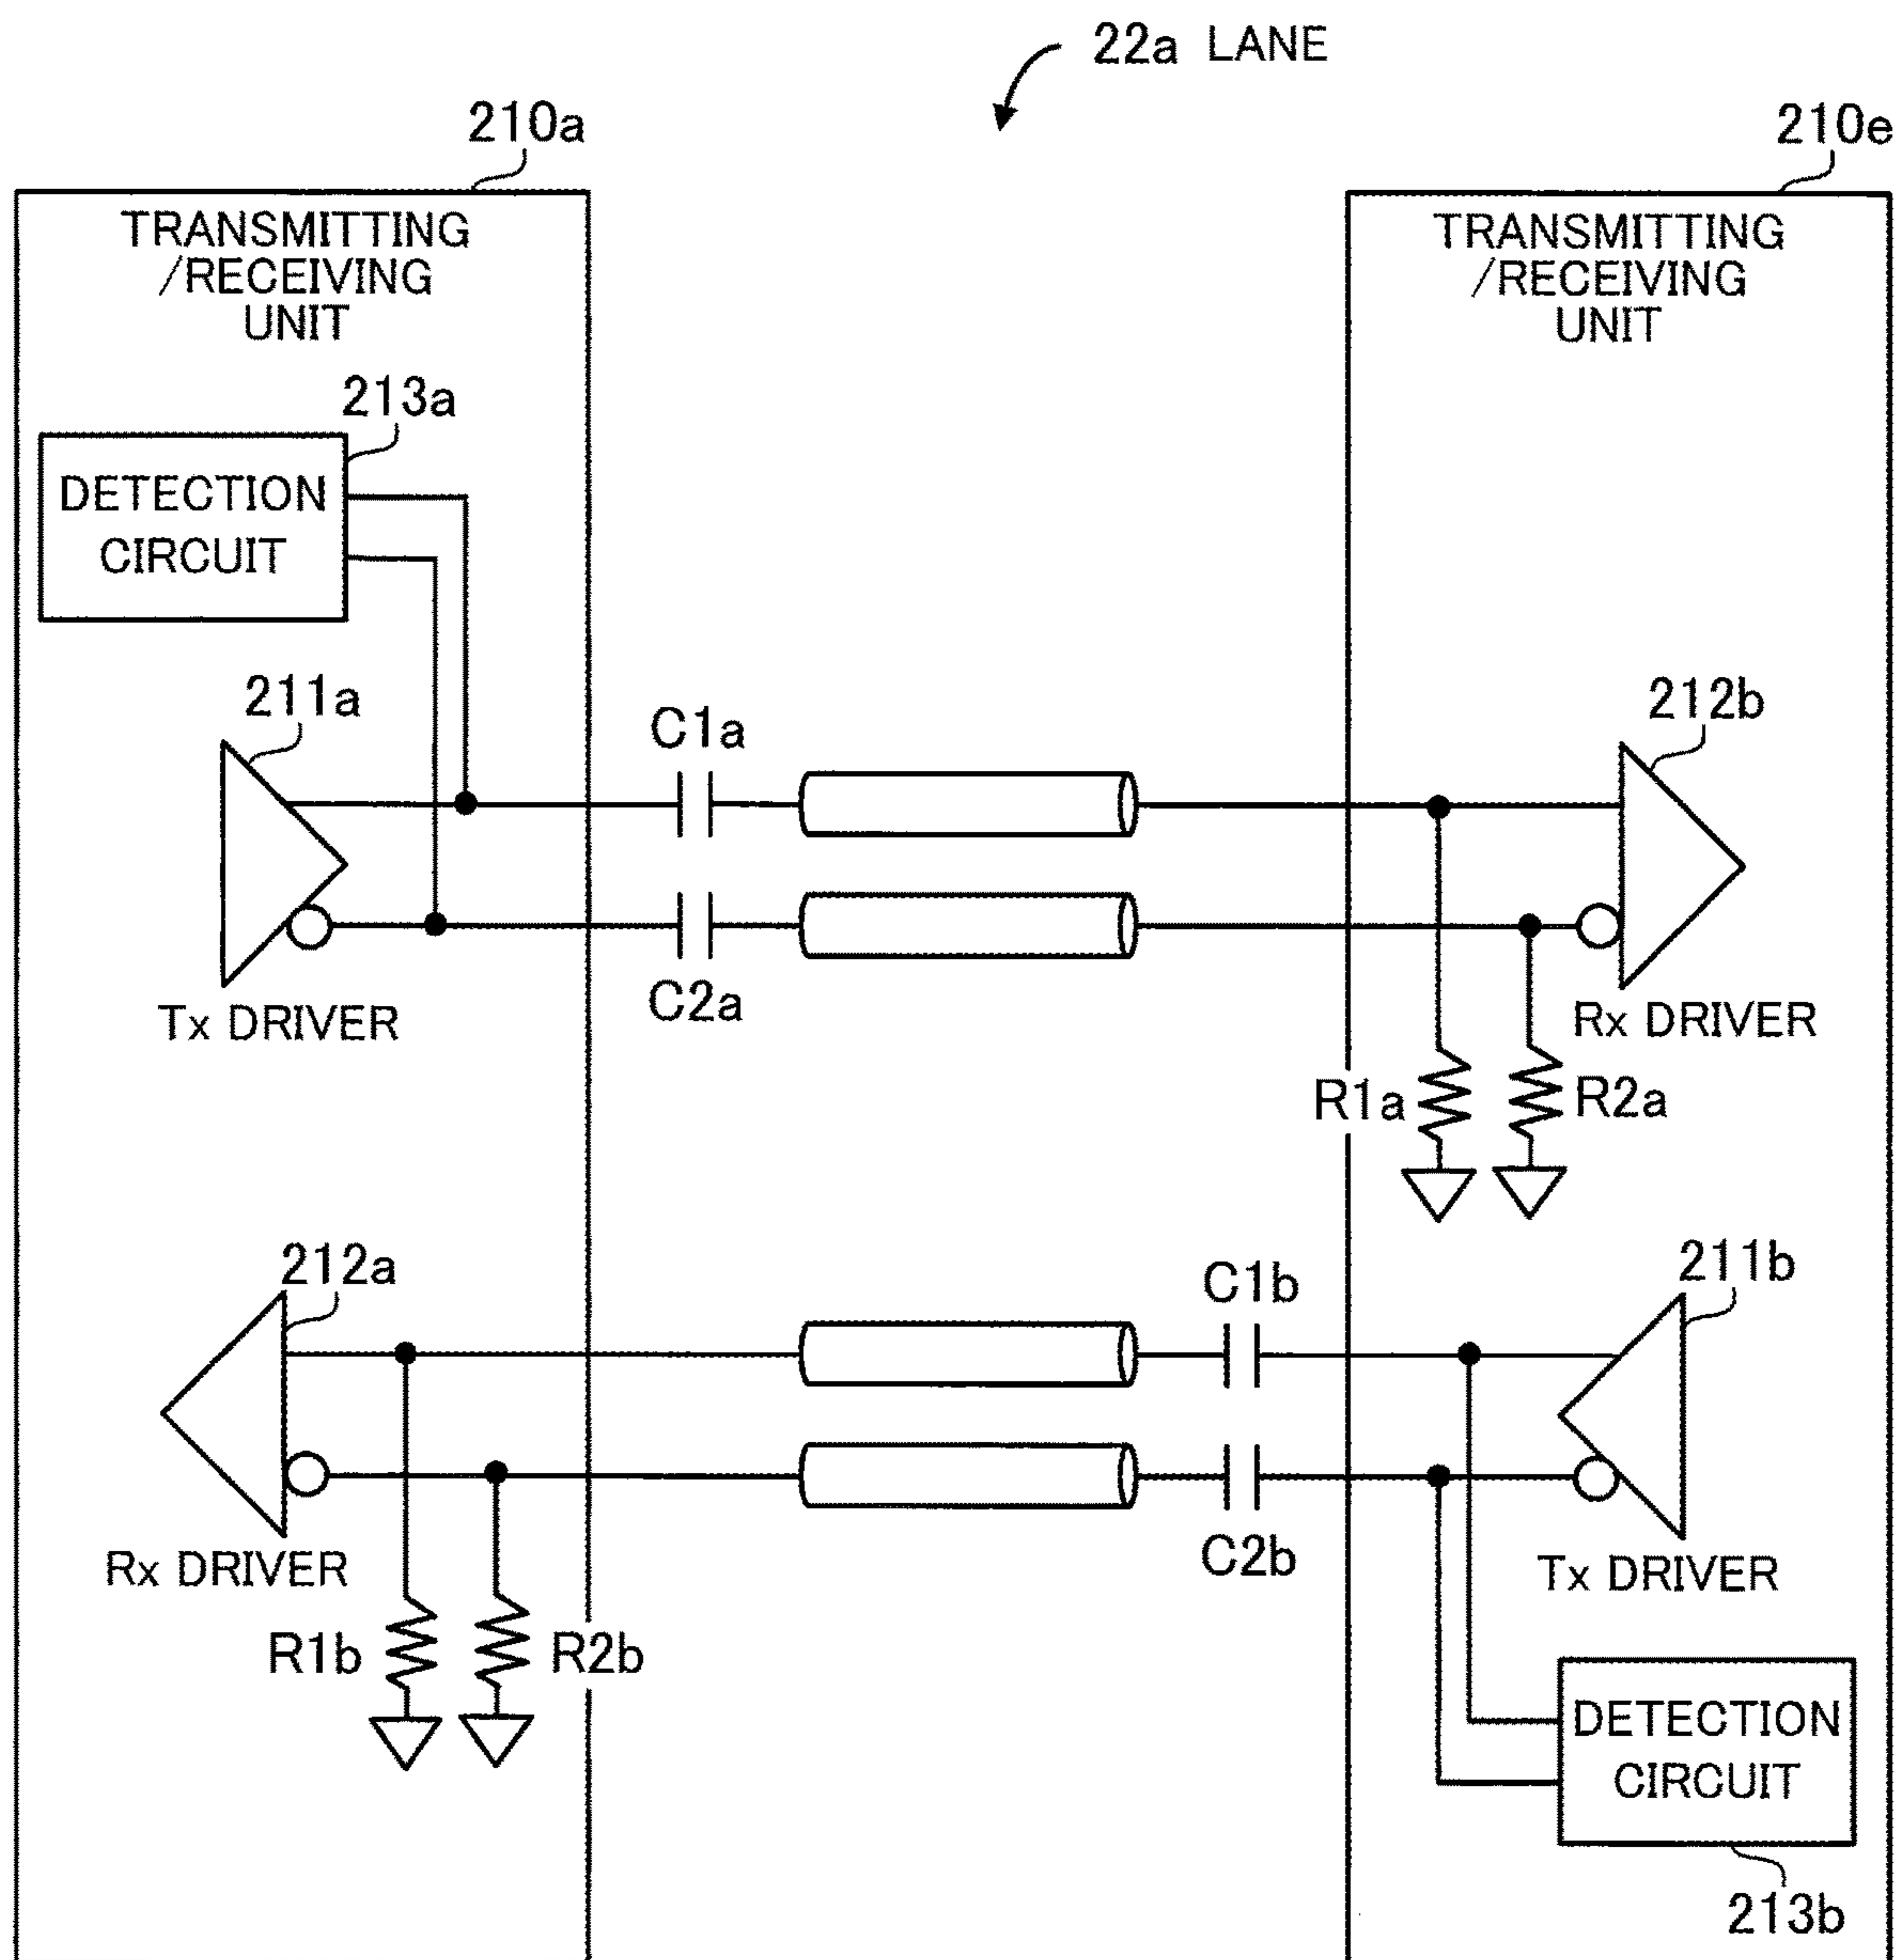 22a LANE
210a
210e
TRANSMITTING
/RECEIVING
UNIT
TRANSMITTING
/RECEIVING
UNIT
213a
DETECTION
CIRCUIT
211a
C1a
212b
C2a
Tx DRIVER
Rx DRIVER
R1a
R2a
212a
C1b
211b
C2b
Rx DRIVER
Tx DRIVER
R1b
R2b
DETECTION
CIRCUIT
213b